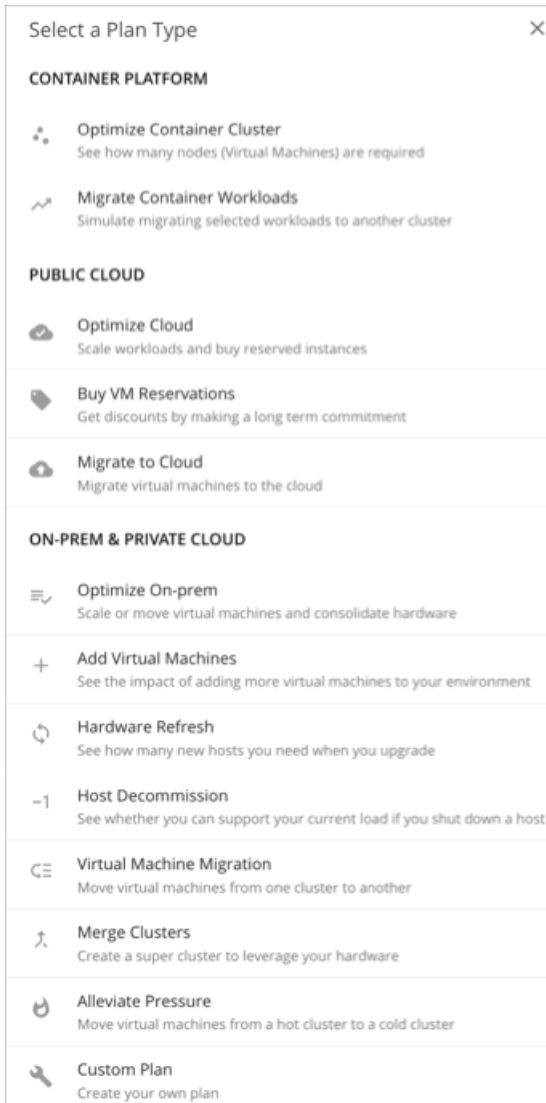 Select a Plan Type
CONTAINER PLATFORM
Optimize Container Cluster
See how many nodes (Virtual Machines) are required
Migrate Container Workloads
Simulate migrating selected workloads to another cluster
PUBLIC CLOUD
Optimize Cloud
Scale workloads and buy reserved instances
Buy VM Reservations
Get discounts by making a long term commitment
Migrate to Cloud
Migrate virtual machines to the cloud
ON-PREM & PRIVATE CLOUD
Optimize On-prem
Scale or move virtual machines and consolidate hardware
Add Virtual Machines
See the impact of adding more virtual machines to your environment
Hardware Refresh
See how many new hosts you need when you upgrade
−1 Host Decommission
See whether you can support your current load if you shut down a host
Virtual Machine Migration
Move virtual machines from one cluster to another
Merge Clusters
Create a super cluster to leverage your hardware
Alleviate Pressure
Move virtual machines from a hot cluster to a cold cluster
Custom Plan
Create your own plan